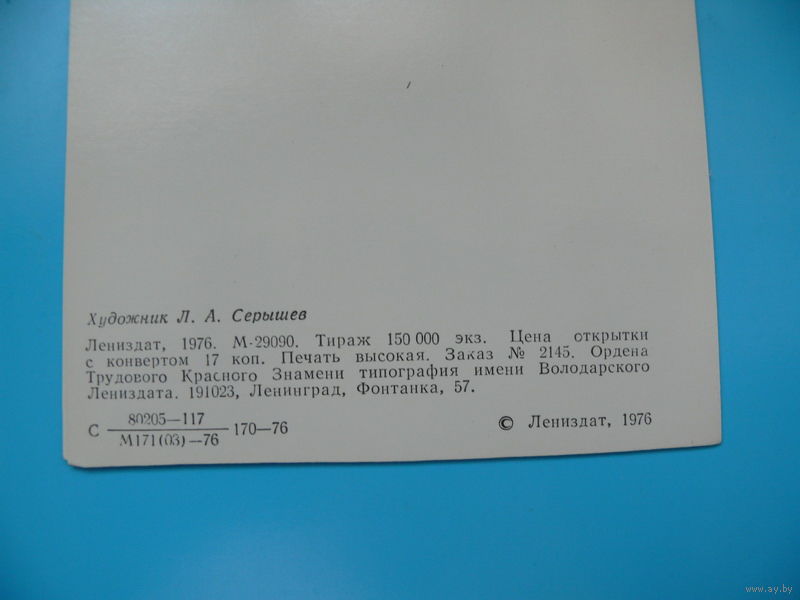 Художник Л. А. Серышев
Лениздат, 1976. М-29090. Тираж 150 000 экз. Цена открытки
с конвертом 17 коп. Печать высокая. Заказ № 2145. Ордена
Трудового Красного Знамени типография имени Володарского
Лениздата. 191023, Ленинград, Фонтанка, 57.
С 80205—117 / М171(03)—76 170—76
© Лениздат, 1976
www.ay.by